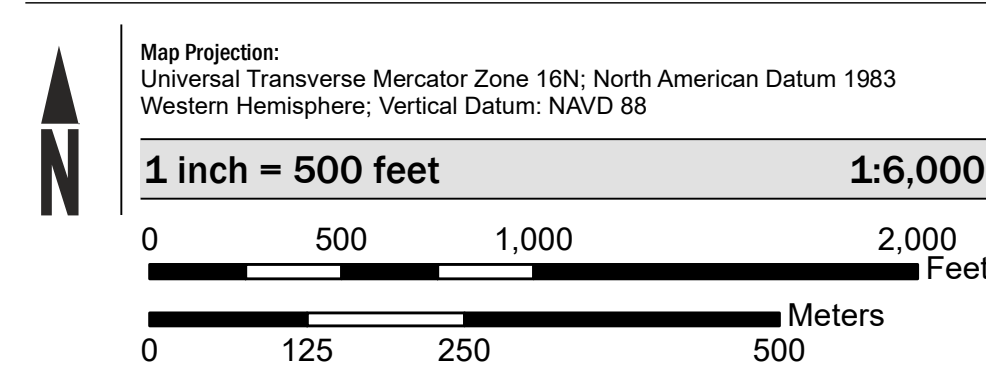 N
Map Projection:
Universal Transverse Mercator Zone 16N; North American Datum 1983
Western Hemisphere; Vertical Datum: NAVD 88
1 inch = 500 feet 1:6,000
0 500 1,000 2,000
Feet
Meters
0 125 250 500